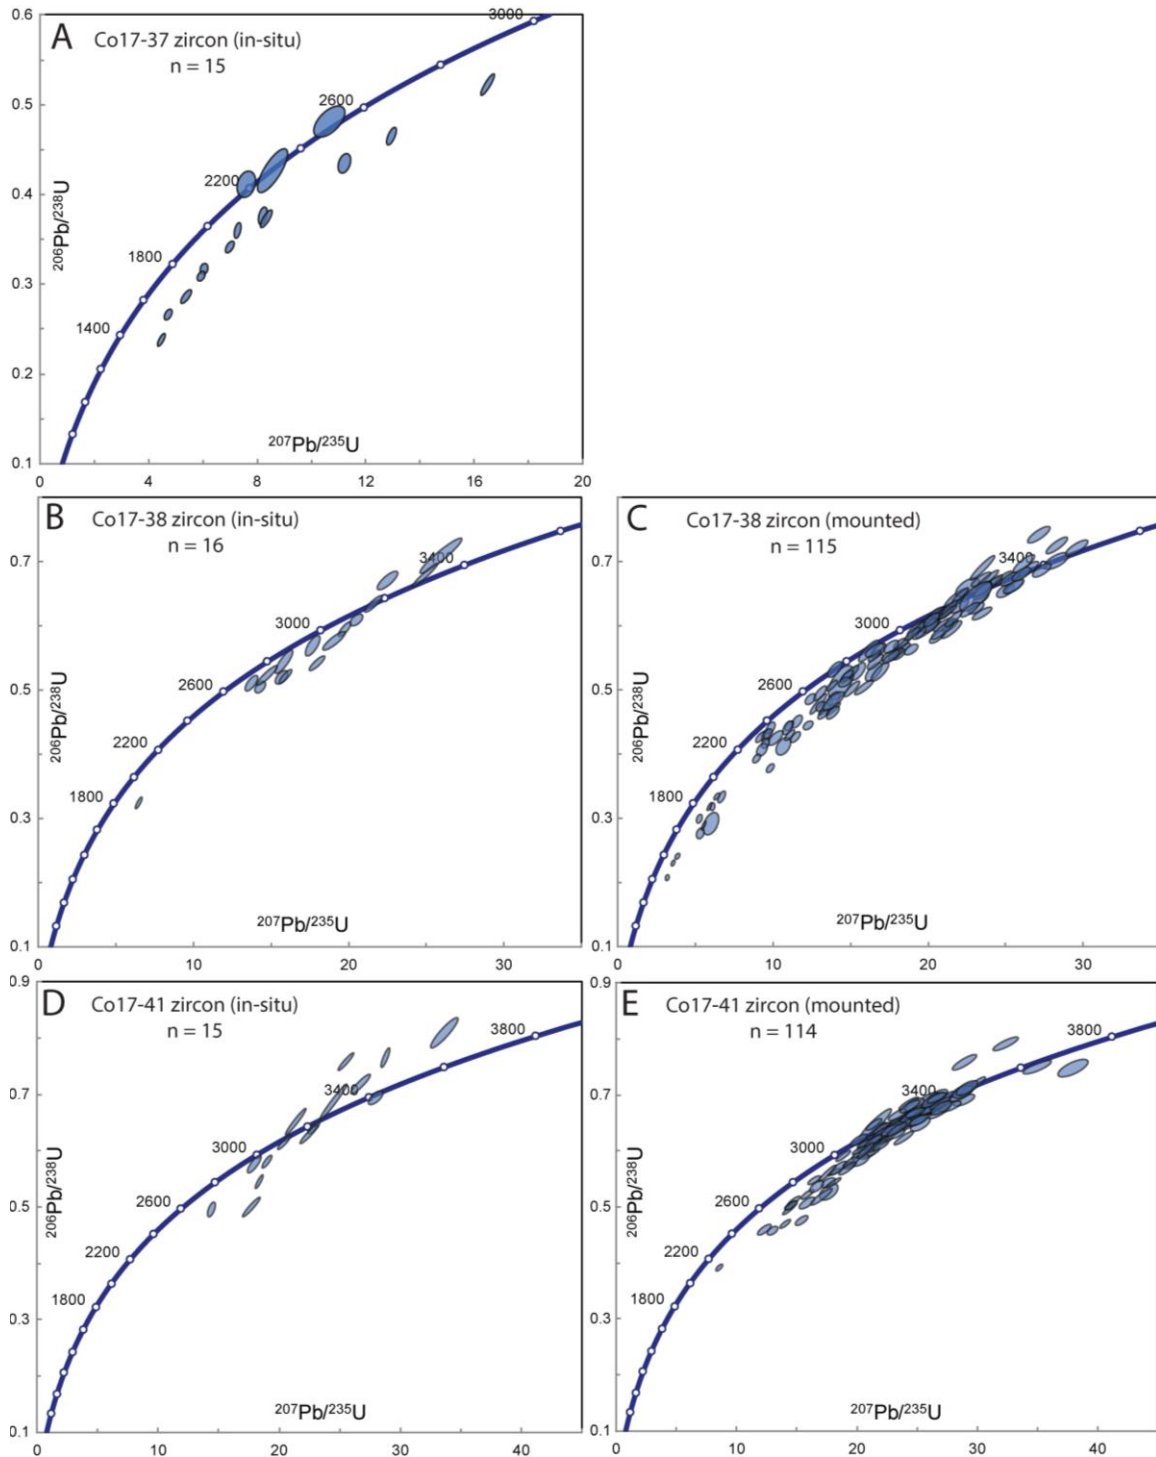 A Co17-37 zircon (in-situ)
n = 15
0.6
0.5
0.4
0.3
0.2
0.1
3000
2600
2200
1800
1400
206Pb/238U
207Pb/235U
0 4 8 12 16 20
B Co17-38 zircon (in-situ)
n = 16
0.7
0.5
0.3
0.1
3400
3000
2600
2200
1800
206Pb/238U
207Pb/235U
0 10 20 30
C Co17-38 zircon (mounted)
n = 115
0.7
0.5
0.3
0.1
3400
3000
2600
2200
1800
206Pb/238U
207Pb/235U
0 10 20 30
D Co17-41 zircon (in-situ)
n = 15
0.9
0.7
0.5
0.3
0.1
3800
3400
3000
2600
2200
1800
206Pb/238U
207Pb/235U
0 10 20 30 40
E Co17-41 zircon (mounted)
n = 114
0.9
0.7
0.5
0.3
0.1
3800
3400
3000
2600
2200
1800
206Pb/238U
207Pb/235U
0 10 20 30 40